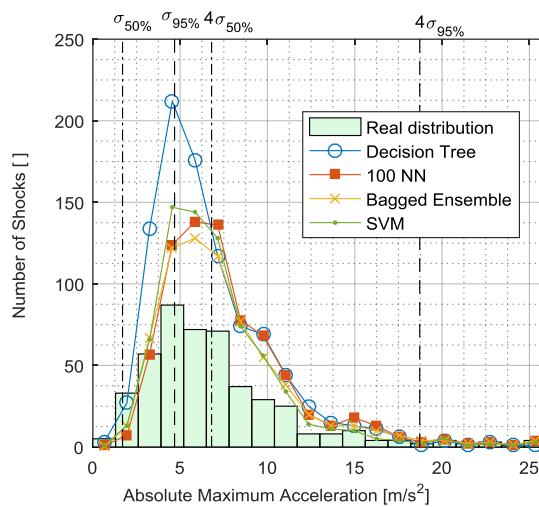 σ50% σ95% 4σ50% 4σ95%
250
200
150
100
50
0
Number of Shocks [ ]
Real distribution
Decision Tree
100 NN
Bagged Ensemble
SVM
0 5 10 15 20 25
Absolute Maximum Acceleration [m/s²]